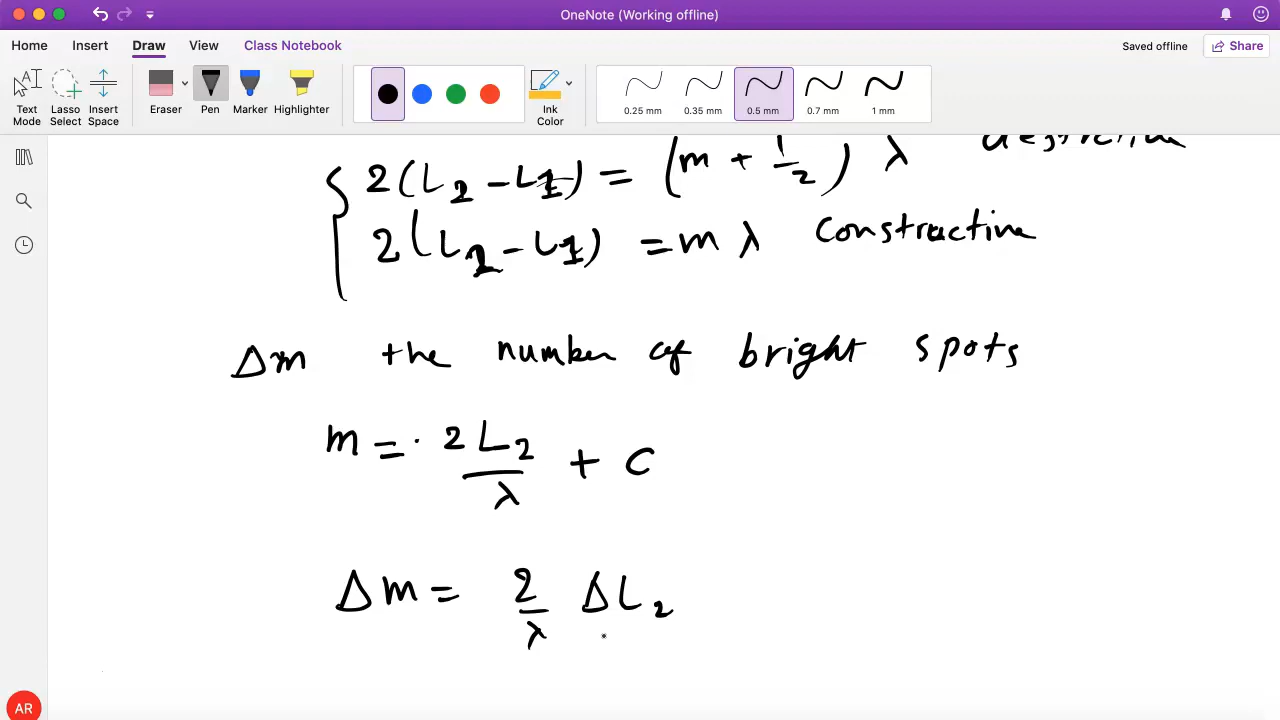 OneNote (Working offline)
Home Insert Draw View Class Notebook
Saved offline Share
Text Mode
Lasso Select
Insert Space
Eraser
Pen
Marker
Highlighter
Ink Color
0.25 mm 0.35 mm 0.5 mm 0.7 mm 1 mm
2(L₂ - L1) = (m + 1/2) λ
2(L₂ - L1) = m λ constructive
Δm the number of bright spots
m = 2L₂/λ + C
Δm = 2/λ ΔL₂
AR